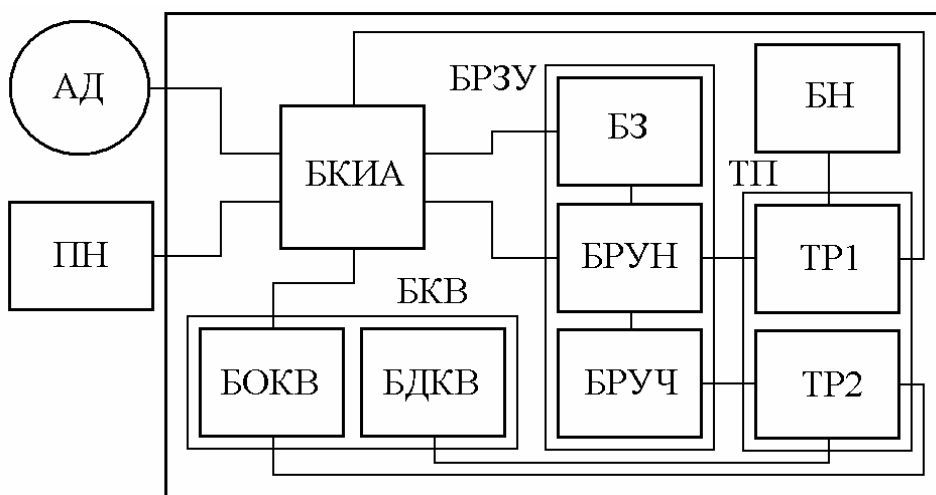 АД
БРЗУ
БЗ
БН
БКИА
ТП
ПН
БРУН
ТР1
БКВ
БОКВ
БДКВ
БРУЧ
ТР2